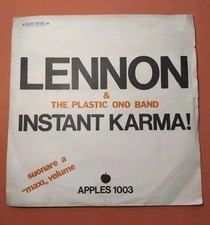 LENNON
&
THE PLASTIC ONO BAND
INSTANT KARMA!
suonare a
"maxi„ volume
APPLES 1003